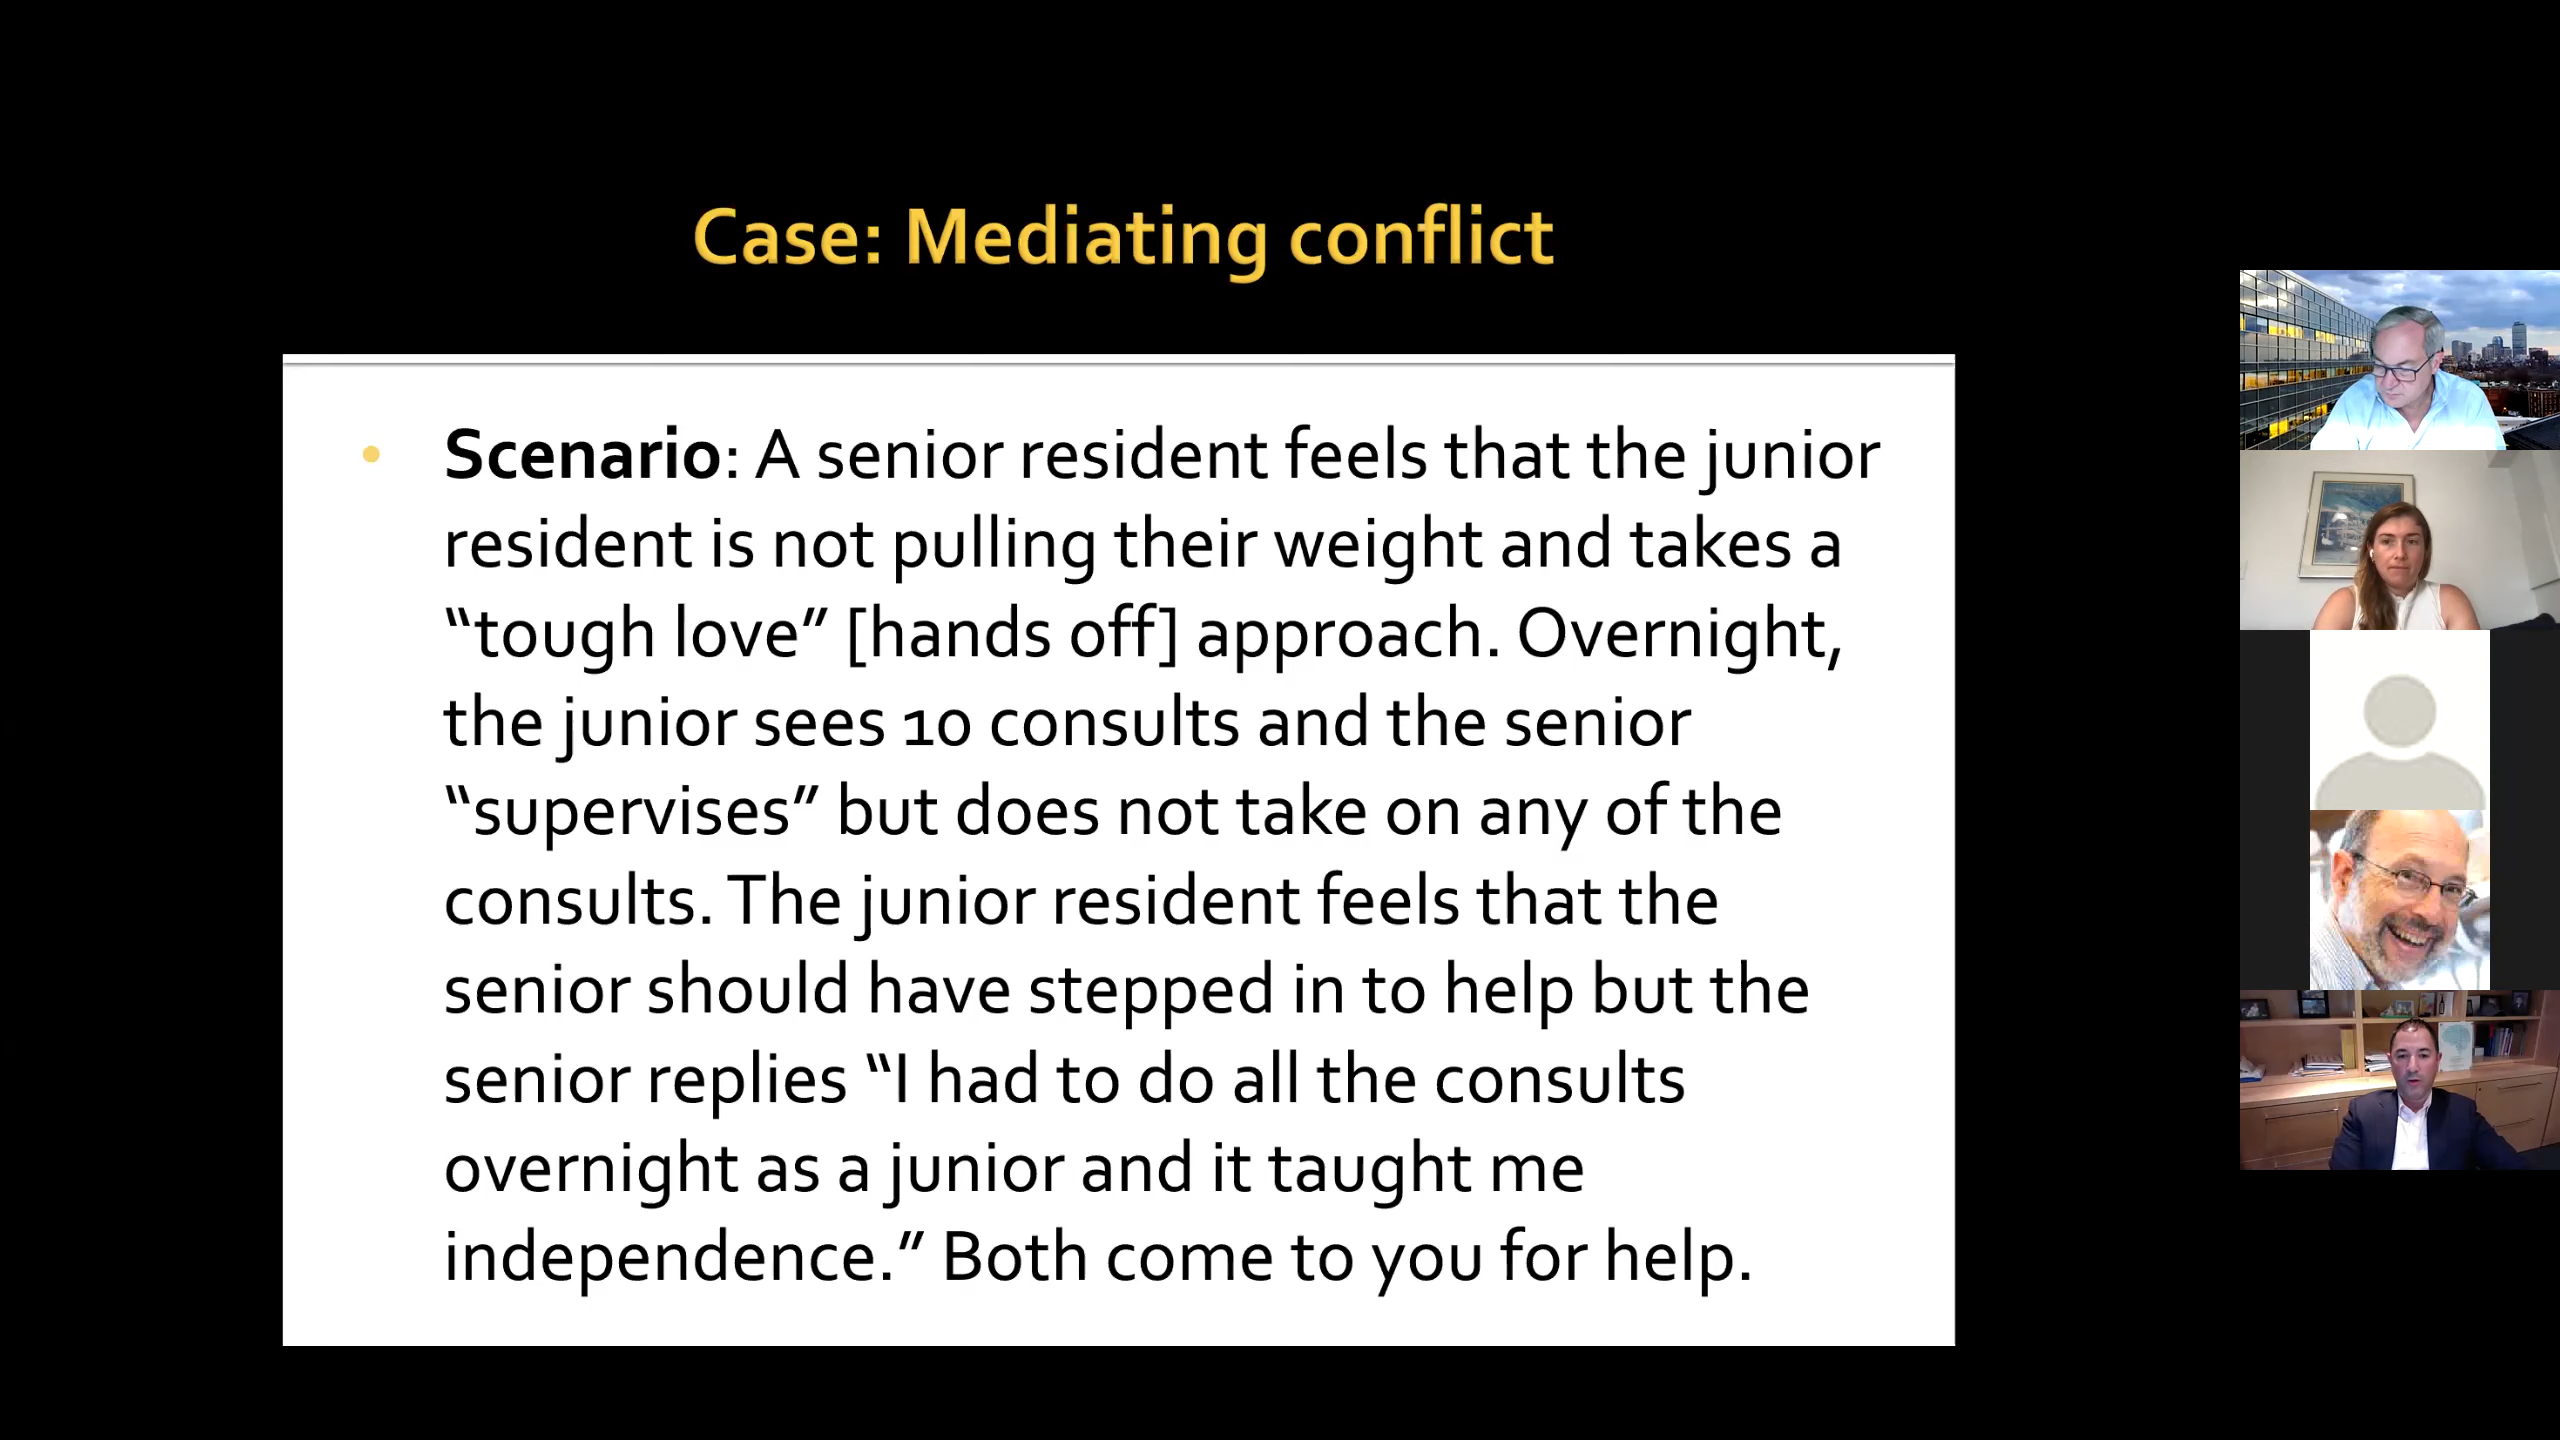 Case: Mediating conflict
• Scenario: A senior resident feels that the junior
resident is not pulling their weight and takes a
“tough love” [hands off] approach. Overnight,
the junior sees 10 consults and the senior
“supervises” but does not take on any of the
consults. The junior resident feels that the
senior should have stepped in to help but the
senior replies “I had to do all the consults
overnight as a junior and it taught me
independence.” Both come to you for help.